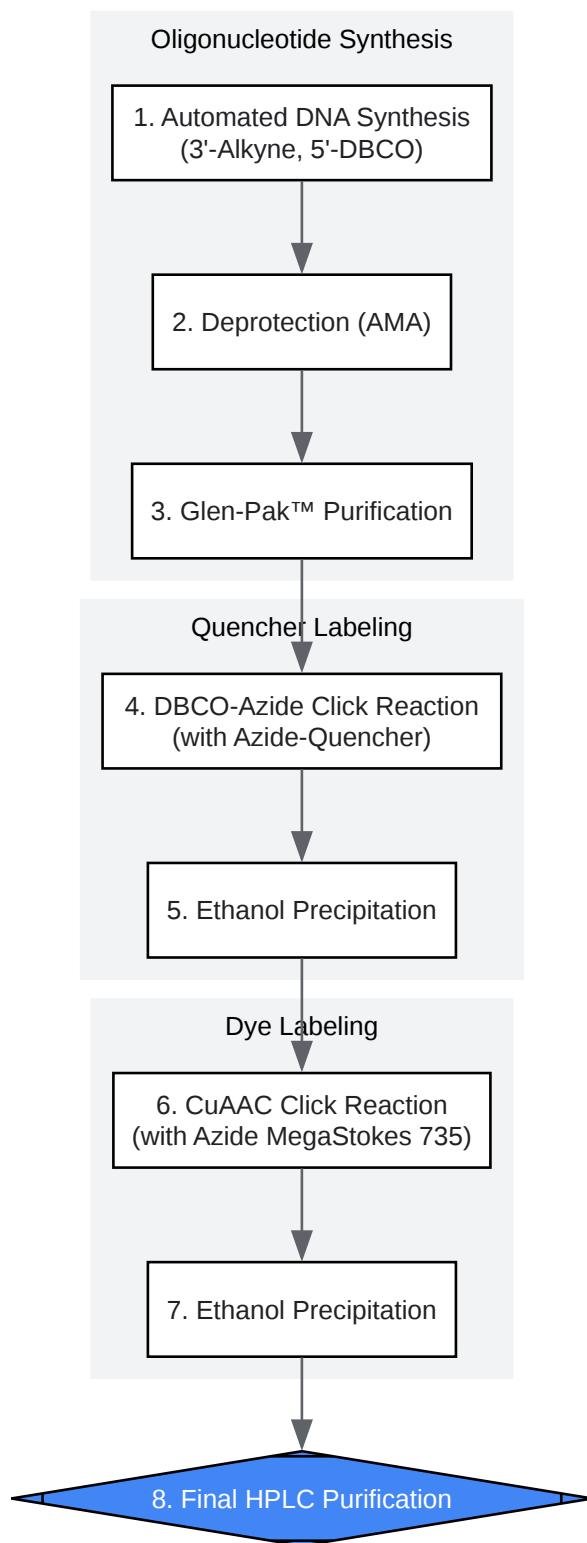 Oligonucleotide Synthesis
1. Automated DNA Synthesis
(3'-Alkyne, 5'-DBCO)
2. Deprotection (AMA)
3. Glen-Pak™ Purification
Quencher Labeling
4. DBCO-Azide Click Reaction
(with Azide-Quencher)
5. Ethanol Precipitation
Dye Labeling
6. CuAAC Click Reaction
(with Azide MegaStokes 735)
7. Ethanol Precipitation
8. Final HPLC Purification